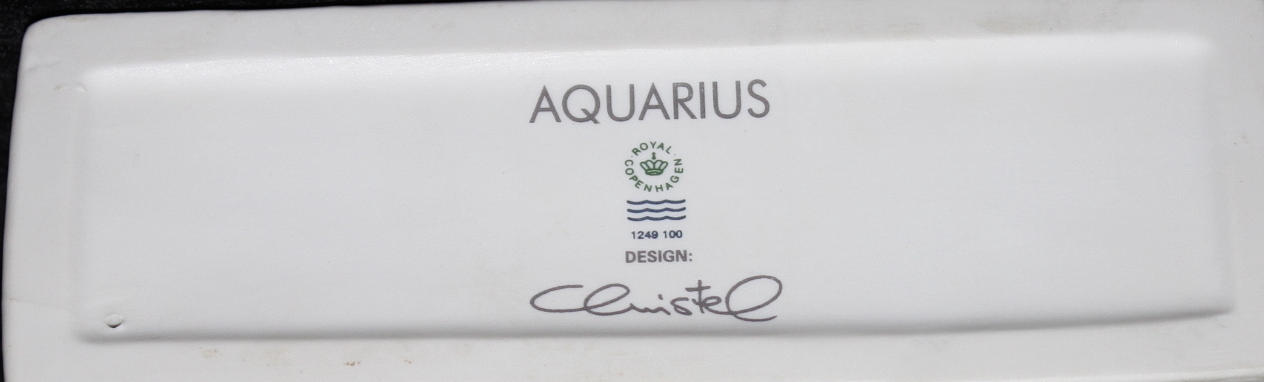 AQUARIUS
ROYAL
COPENHAGEN
1249 100
DESIGN:
Christel